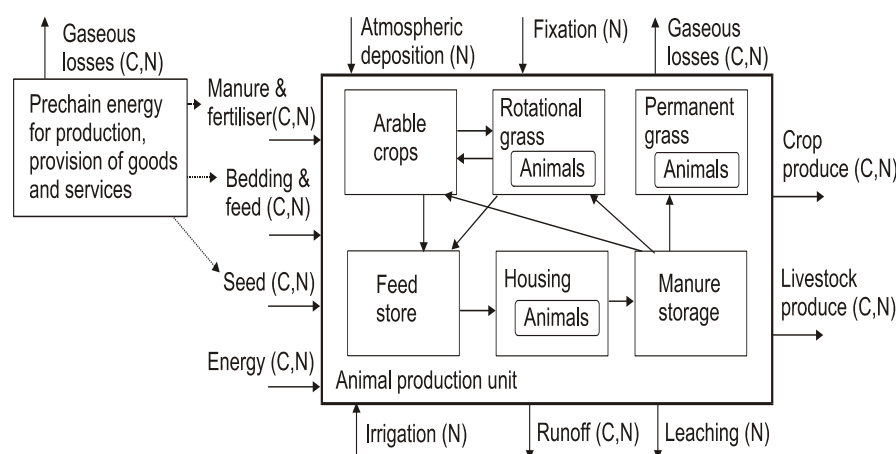 Gaseous
losses (C,N)
Prechain energy
for production,
provision of goods
and services
Atmospheric
deposition (N)
Fixation (N)
Gaseous
losses (C,N)
Manure &
fertiliser(C,N)
Bedding &
feed (C,N)
Seed (C,N)
Energy (C,N)
Arable
crops
Rotational
grass
Animals
Permanent
grass
Animals
Feed
store
Housing
Animals
Manure
storage
Animal production unit
Crop
produce (C,N)
Livestock
produce (C,N)
Irrigation (N)
Runoff (C,N)
Leaching (N)